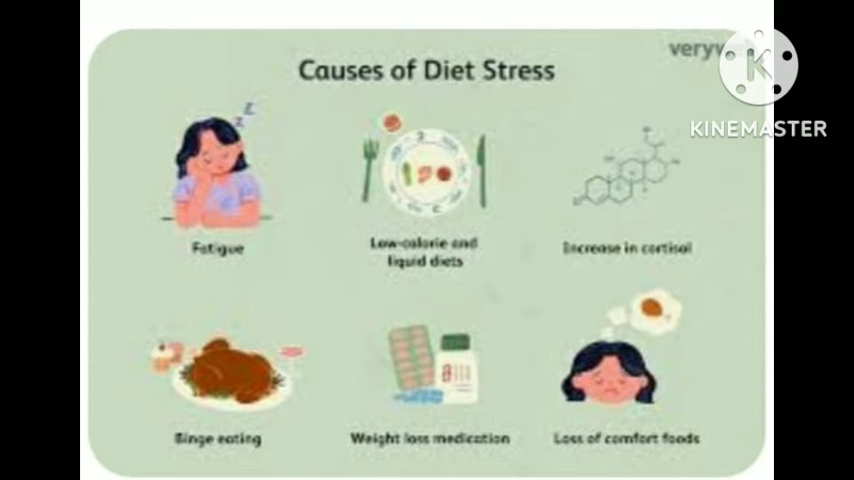 Causes of Diet Stress
KINEMASTER
Fatigue
Low-calorie and
liquid diets
Increase in cortisol
Binge eating
Weight loss medication
Loss of comfort foods